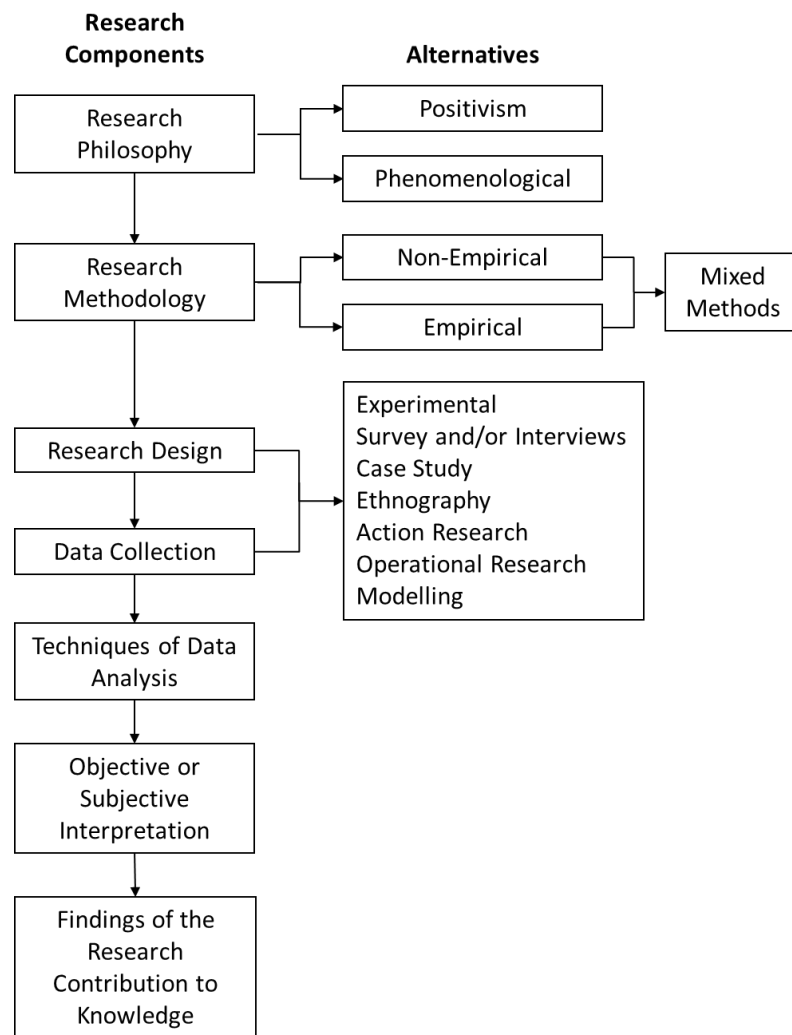 Research
Components
Alternatives
Research
Philosophy
Positivism
Phenomenological
Research
Methodology
Non-Empirical
Empirical
Mixed
Methods
Research Design
Data Collection
Experimental
Survey and/or Interviews
Case Study
Ethnography
Action Research
Operational Research
Modelling
Techniques of Data
Analysis
Objective or
Subjective
Interpretation
Findings of the
Research
Contribution to
Knowledge